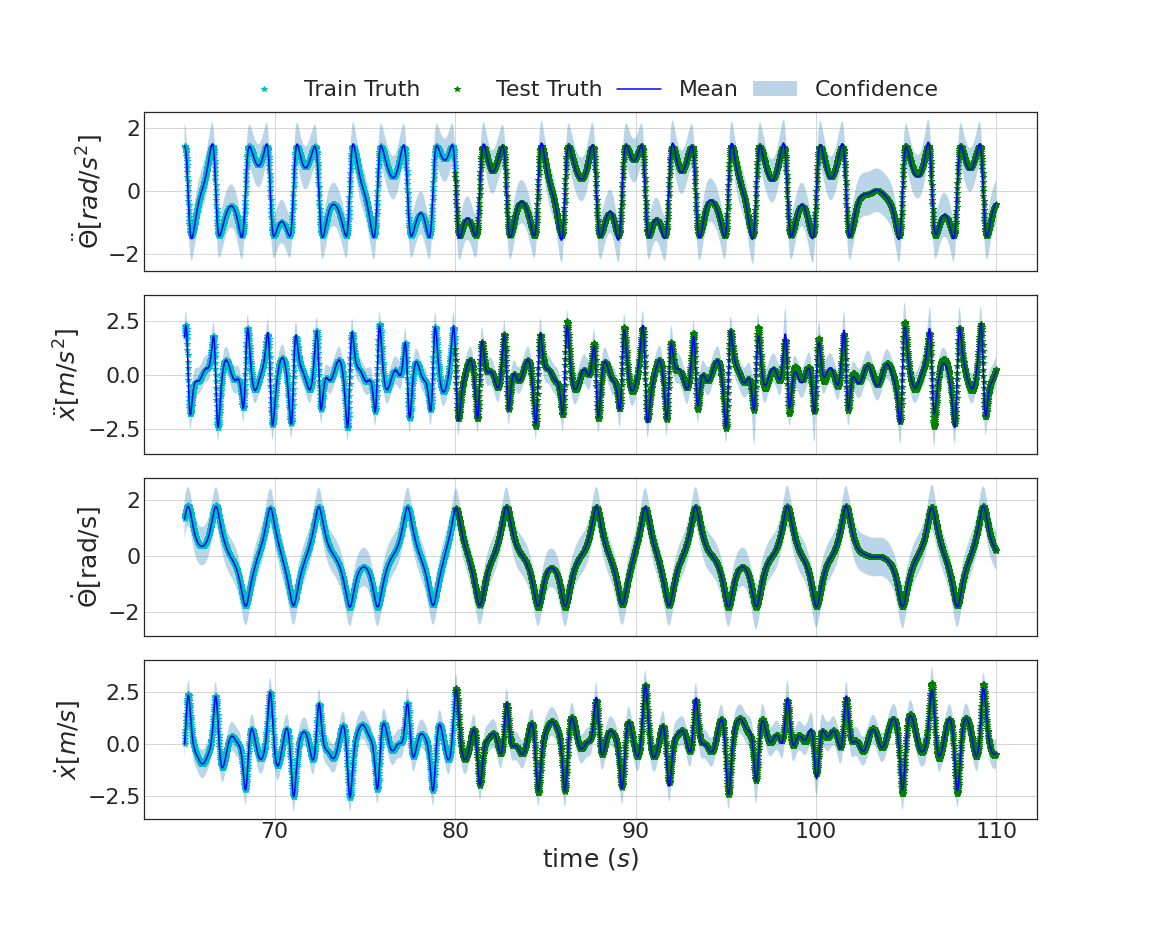 Train Truth Test Truth Mean Confidence
Θ̈[rad/s²]
2
0
−2
ẍ[m/s²]
2.5
0.0
−2.5
Θ̇[rad/s]
2
0
−2
ẋ[m/s]
2.5
0.0
−2.5
70 80 90 100 110
time (s)